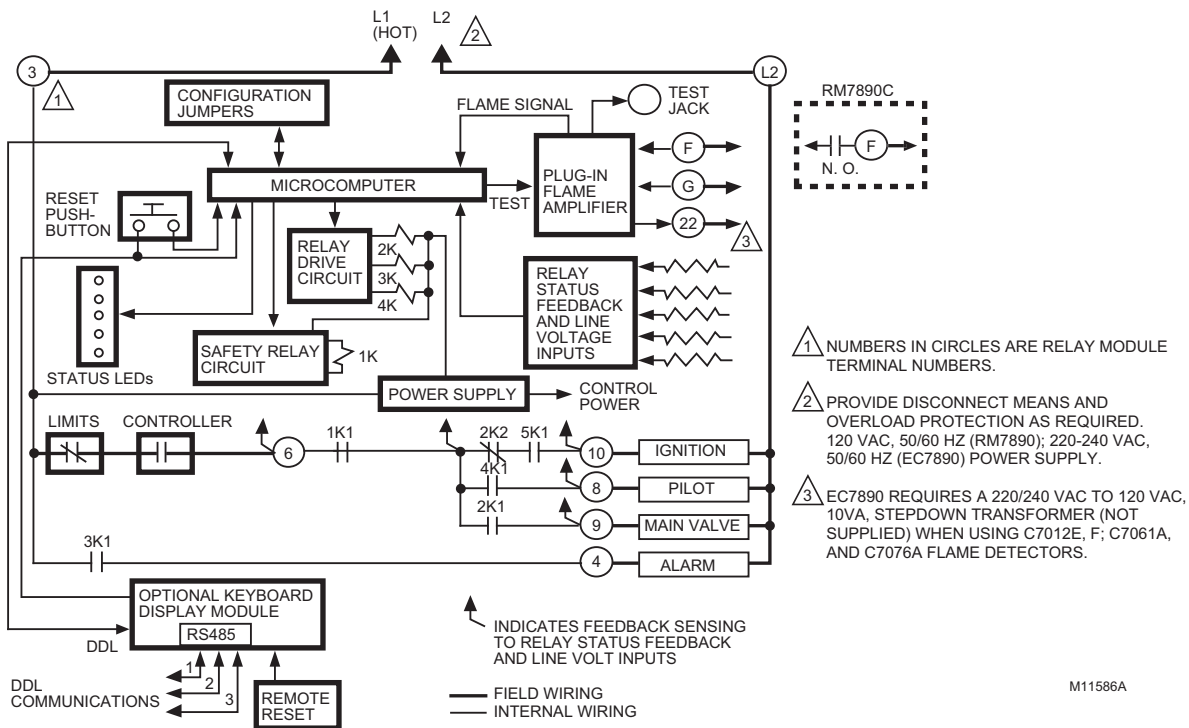 L1
(HOT)
L2
2
3
1
L2
CONFIGURATION
JUMPERS
FLAME SIGNAL
TEST
JACK
RM7890C
F
N. O.
MICROCOMPUTER
TEST
PLUG-IN
FLAME
AMPLIFIER
F
G
22
3
RESET
PUSH-
BUTTON
RELAY
DRIVE
CIRCUIT
2K
3K
4K
RELAY
STATUS
FEEDBACK
AND LINE
VOLTAGE
INPUTS
STATUS LEDs
SAFETY RELAY
CIRCUIT
1K
POWER SUPPLY
CONTROL
POWER
LIMITS
CONTROLLER
6
1K1
2K2
5K1
10
IGNITION
4K1
8
PILOT
2K1
9
MAIN VALVE
3K1
4
ALARM
OPTIONAL KEYBOARD
DISPLAY MODULE
RS485
DDL
1
2
3
DDL
COMMUNICATIONS
REMOTE
RESET
INDICATES FEEDBACK SENSING
TO RELAY STATUS FEEDBACK
AND LINE VOLT INPUTS
FIELD WIRING
INTERNAL WIRING
1 NUMBERS IN CIRCLES ARE RELAY MODULE
TERMINAL NUMBERS.
2 PROVIDE DISCONNECT MEANS AND
OVERLOAD PROTECTION AS REQUIRED.
120 VAC, 50/60 HZ (RM7890); 220-240 VAC,
50/60 HZ (EC7890) POWER SUPPLY.
3 EC7890 REQUIRES A 220/240 VAC TO 120 VAC,
10VA, STEPDOWN TRANSFORMER (NOT
SUPPLIED) WHEN USING C7012E, F; C7061A,
AND C7076A FLAME DETECTORS.
M11586A